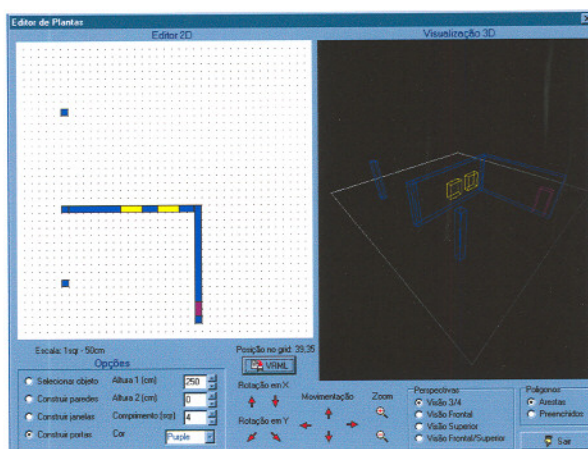 Editor de Plantas
Editor 2D
Visualização 3D
Escala: 1sqr - 50cm
Posição no grid: 39,35
Opções
Selecionar objeto
Construir paredes
Construir janelas
Construir portas
Altura 1 (cm)
250
Altura 2 (cm)
0
Comprimento (sqr)
4
Cor
Purple
VRML
Rotação em X
Rotação em Y
Movimentação
Zoom
Perspectivas
Visão 3/4
Visão Frontal
Visão Superior
Visão Frontal/Superior
Polígonos
Arestas
Preenchidos
Sair